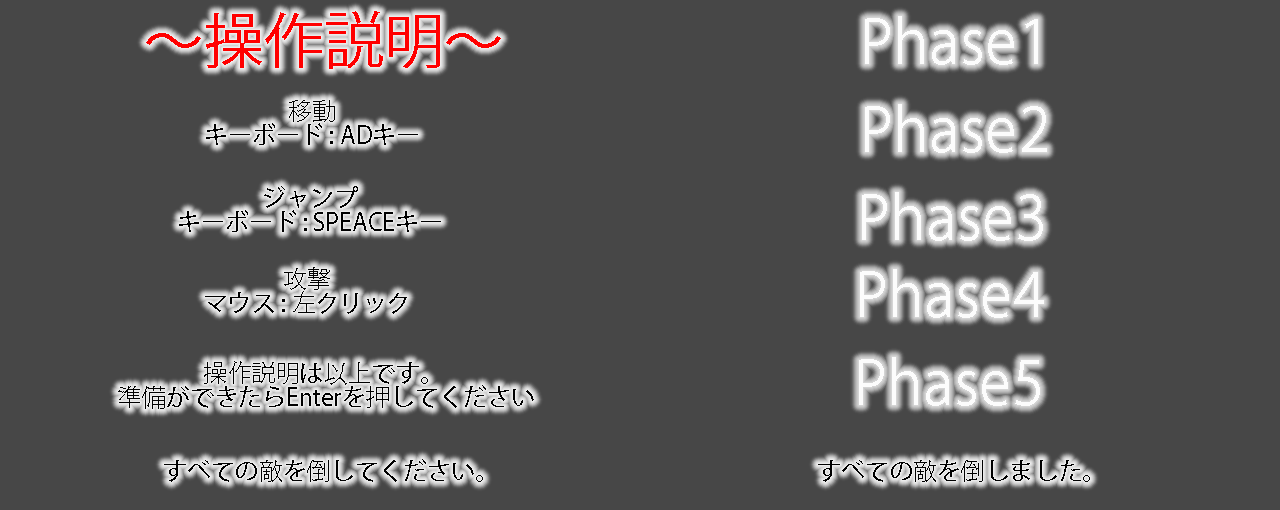 ～操作説明～
移動
キーボード：ADキー
ジャンプ
キーボード：SPEACEキー
攻撃
マウス：左クリック
操作説明は以上です。
準備ができたらEnterを押してください
すべての敵を倒してください。
Phase1
Phase2
Phase3
Phase4
Phase5
すべての敵を倒しました。